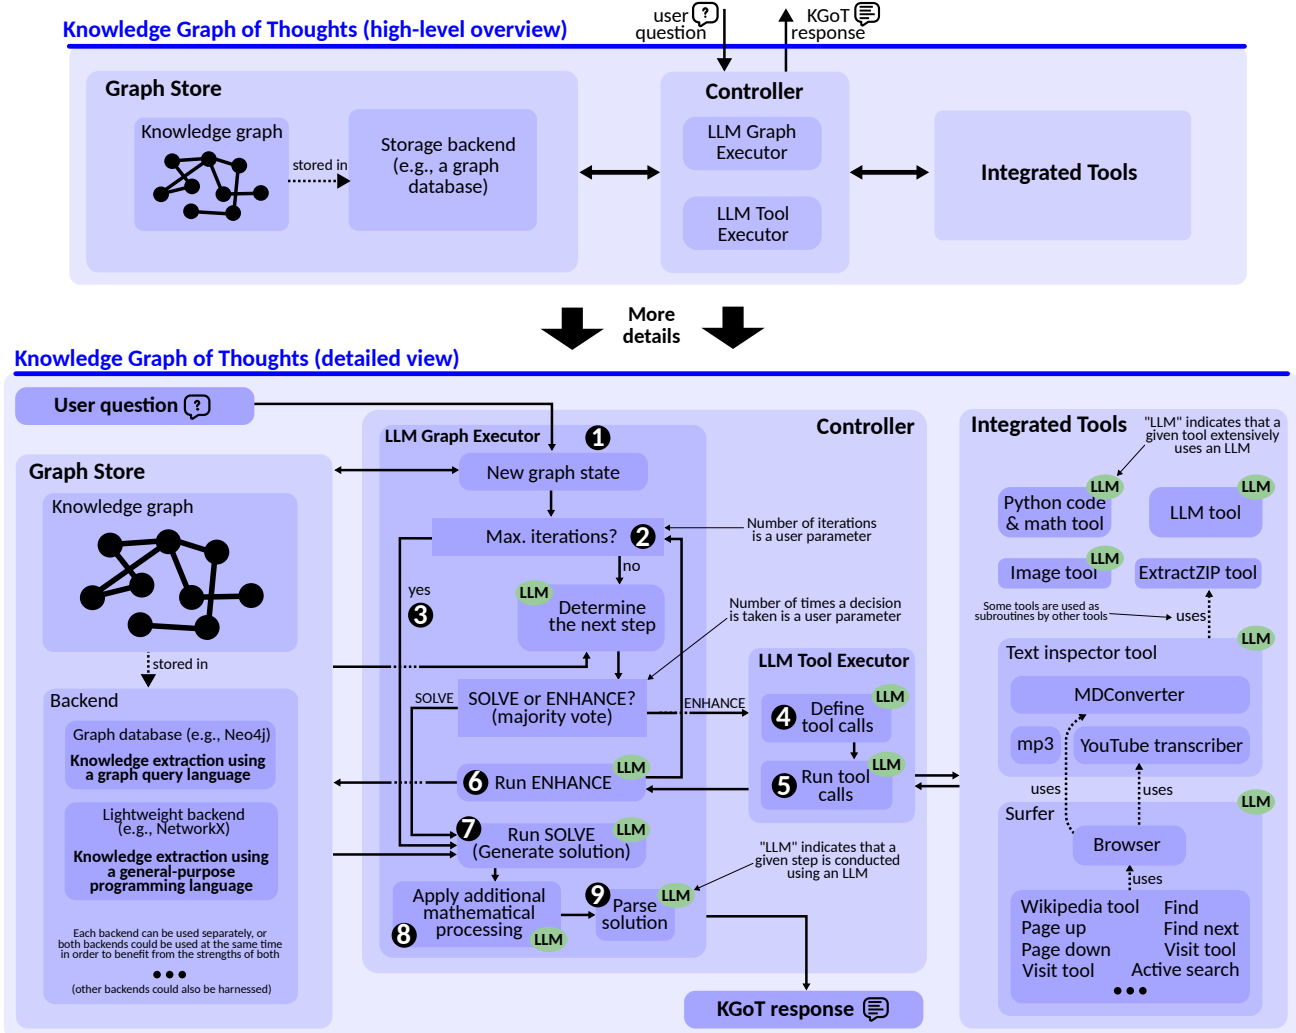 user
question
KGoT
response
Knowledge Graph of Thoughts (high-level overview)
Graph Store
Knowledge graph
stored in
Storage backend
(e.g., a graph
database)
Controller
LLM Graph
Executor
LLM Tool
Executor
Integrated Tools
More
details
Knowledge Graph of Thoughts (detailed view)
User question
Graph Store
Knowledge graph
stored in
Backend
Graph database (e.g., Neo4j)
Knowledge extraction using
a graph query language
Lightweight backend
(e.g., NetworkX)
Knowledge extraction using
a general-purpose
programming language
Each backend can be used separately, or
both backends could be used at the same time
in order to benefit from the strengths of both
(other backends could also be harnessed)
Controller
LLM Graph Executor
1
New graph state
Max. iterations?
2
Number of iterations
is a user parameter
no
yes
3
LLM
Determine
the next step
Number of times a decision
is taken is a user parameter
SOLVE
SOLVE or ENHANCE?
(majority vote)
ENHANCE
LLM Tool Executor
LLM
4
Define
tool calls
LLM
5
Run tool
calls
LLM
6
Run ENHANCE
7
LLM
Run SOLVE
(Generate solution)
"LLM" indicates that a
given step is conducted
using an LLM
Apply additional
mathematical
processing
8
LLM
9
LLM
Parse
solution
KGoT response
Integrated Tools
"LLM" indicates that a
given tool extensively
uses an LLM
LLM
Python code
& math tool
LLM
LLM tool
LLM
Image tool
ExtractZIP tool
Some tools are used as
subroutines by other tools
uses
LLM
Text inspector tool
MDConverter
mp3
YouTube transcriber
uses
uses
LLM
Surfer
Browser
uses
Wikipedia tool
Find
Page up
Find next
Page down
Visit tool
Visit tool
Active search